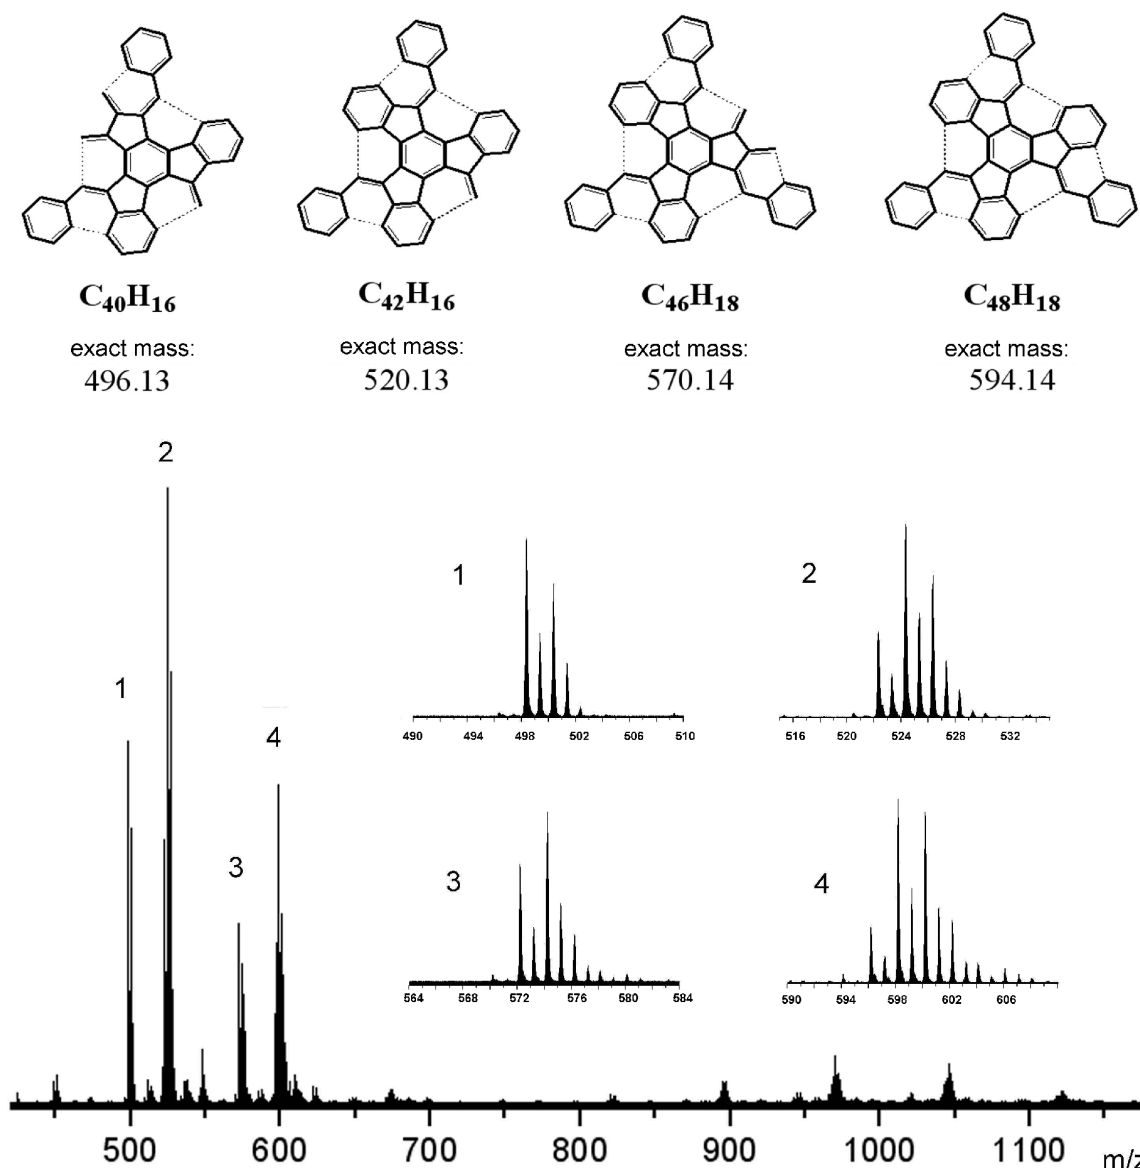 C40H16 C42H16 C46H18 C48H18
exact mass: exact mass: exact mass: exact mass:
496.13 520.13 570.14 594.14
2
1 2
1
4
490 494 498 502 506 510 516 520 524 528 532
3
3 4
564 568 572 576 580 584 590 594 598 602 606
500 600 700 800 900 1000 1100 m/z